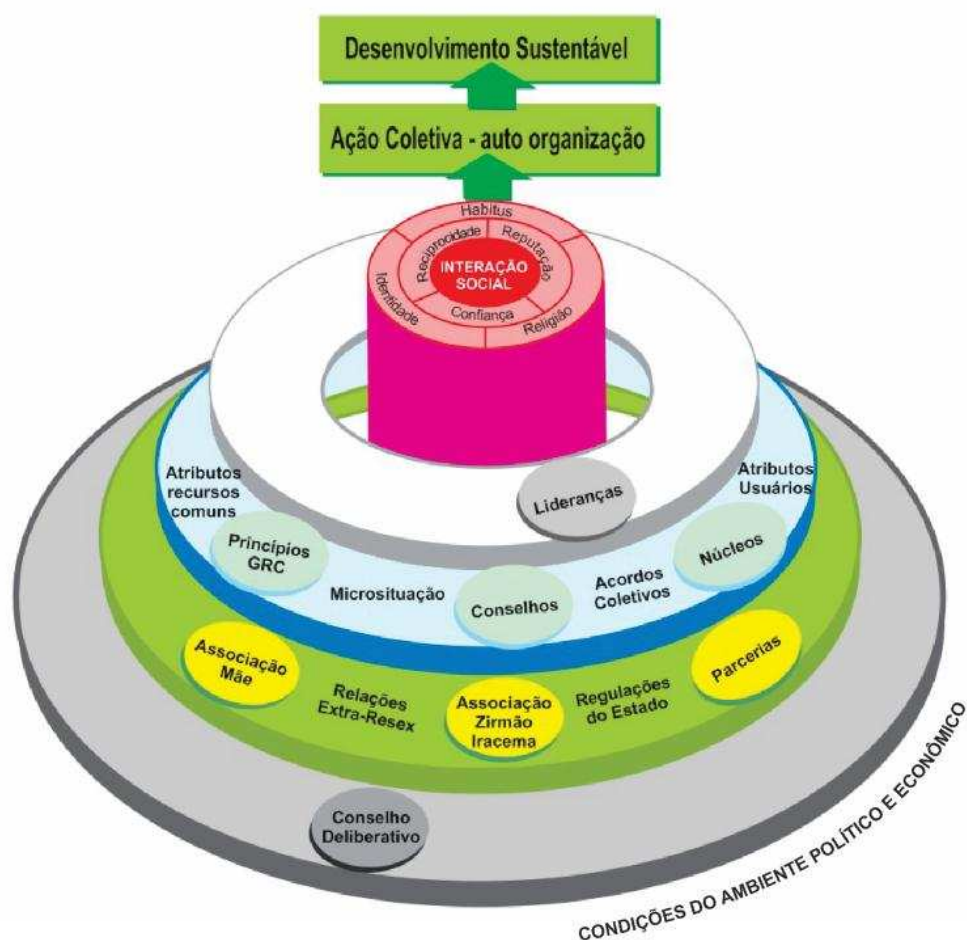 Desenvolvimento Sustentável
Ação Coletiva - auto organização
Habitus
Reciprocidade
Reputação
INTERAÇÃO
SOCIAL
Identidade
Confiança
Religião
Lideranças
Atributos
recursos
comuns
Atributos
Usuários
Princípios
GRC
Microsituação
Conselhos
Acordos
Coletivos
Núcleos
Associação
Mãe
Relações
Extra-Resex
Associação
Zirmão
Iracema
Regulações
do Estado
Parcerias
Conselho
Deliberativo
CONDIÇÕES DO AMBIENTE POLÍTICO E ECONÔMICO